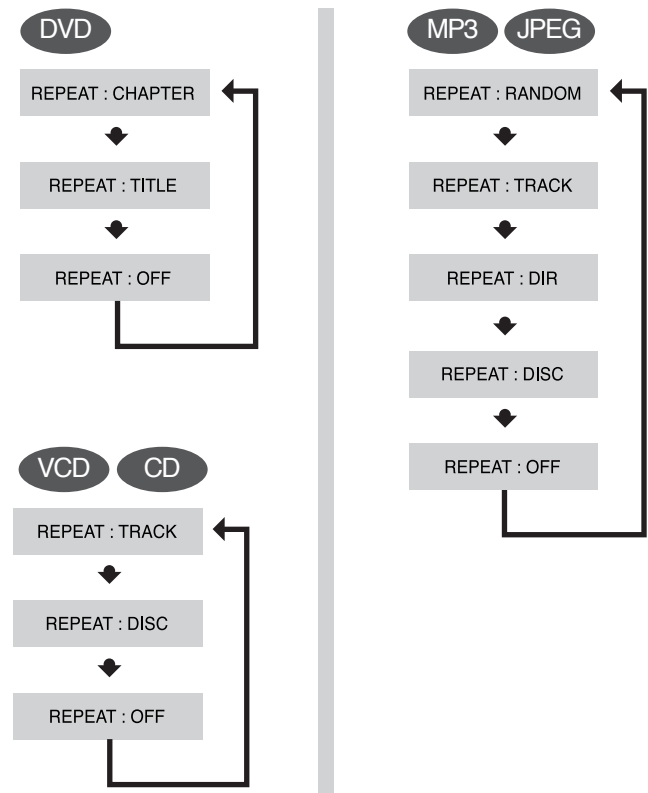 DVD
REPEAT : CHAPTER
REPEAT : TITLE
REPEAT : OFF
VCD CD
REPEAT : TRACK
REPEAT : DISC
REPEAT : OFF
MP3 JPEG
REPEAT : RANDOM
REPEAT : TRACK
REPEAT : DIR
REPEAT : DISC
REPEAT : OFF